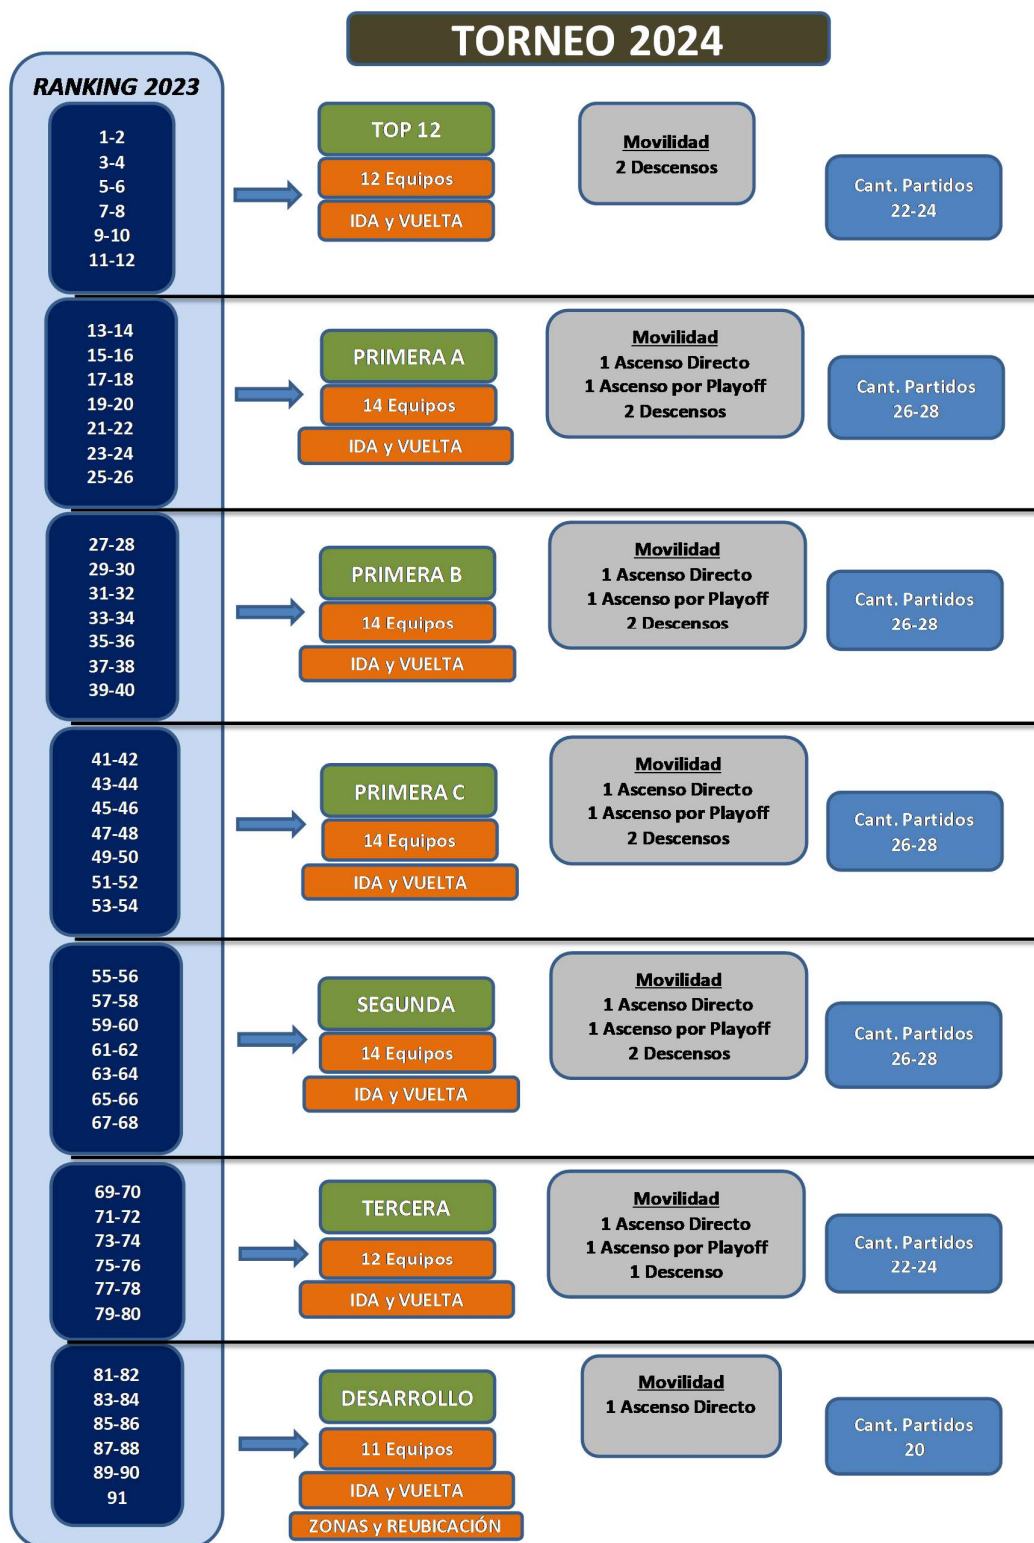 TORNEO 2024
RANKING 2023
1-2
3-4
5-6
7-8
9-10
11-12
TOP 12
12 Equipos
IDA y VUELTA
Movilidad
2 Descensos
Cant. Partidos
22-24
13-14
15-16
17-18
19-20
21-22
23-24
25-26
PRIMERA A
14 Equipos
IDA y VUELTA
Movilidad
1 Ascenso Directo
1 Ascenso por Playoff
2 Descensos
Cant. Partidos
26-28
27-28
29-30
31-32
33-34
35-36
37-38
39-40
PRIMERA B
14 Equipos
IDA y VUELTA
Movilidad
1 Ascenso Directo
1 Ascenso por Playoff
2 Descensos
Cant. Partidos
26-28
41-42
43-44
45-46
47-48
49-50
51-52
53-54
PRIMERA C
14 Equipos
IDA y VUELTA
Movilidad
1 Ascenso Directo
1 Ascenso por Playoff
2 Descensos
Cant. Partidos
26-28
55-56
57-58
59-60
61-62
63-64
65-66
67-68
SEGUNDA
14 Equipos
IDA y VUELTA
Movilidad
1 Ascenso Directo
1 Ascenso por Playoff
2 Descensos
Cant. Partidos
26-28
69-70
71-72
73-74
75-76
77-78
79-80
TERCERA
12 Equipos
IDA y VUELTA
Movilidad
1 Ascenso Directo
1 Ascenso por Playoff
1 Descenso
Cant. Partidos
22-24
81-82
83-84
85-86
87-88
89-90
91
DESARROLLO
11 Equipos
IDA y VUELTA
ZONAS y REUBICACIÓN
Movilidad
1 Ascenso Directo
Cant. Partidos
20